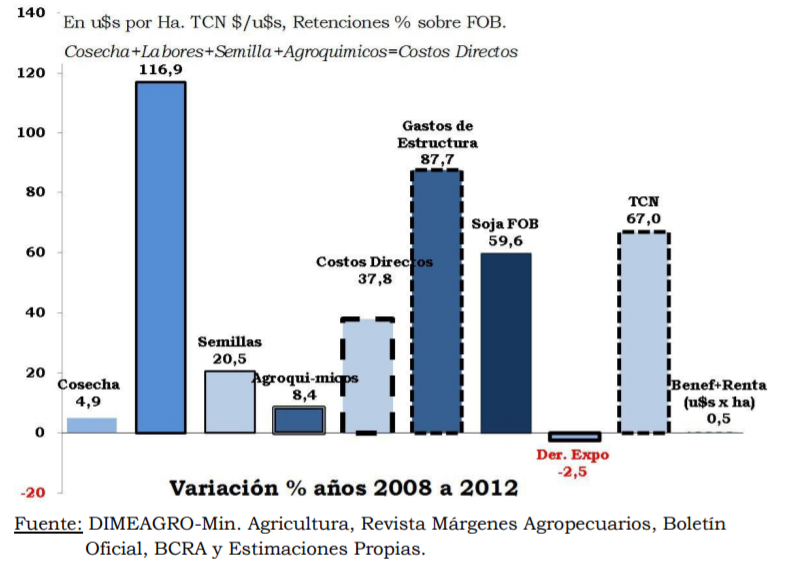 140
En u$s por Ha. TCN $/u$s, Retenciones % sobre FOB.
Cosecha+Labores+Semilla+Agroquimicos=Costos Directos
120
116,9
100
Gastos de
Estructura
87,7
80
TCN
67,0
Soja FOB
59,6
60
Costos Directos
37,8
40
Semillas
20,5
20
Agroqui-micos
8,4
Cosecha
4,9
Benef+Renta
(u$s x ha)
0,5
0
Der. Expo
-2,5
-20
Variación % años 2008 a 2012
Fuente: DIMEAGRO-Min. Agricultura, Revista Márgenes Agropecuarios, Boletín
Oficial, BCRA y Estimaciones Propias.